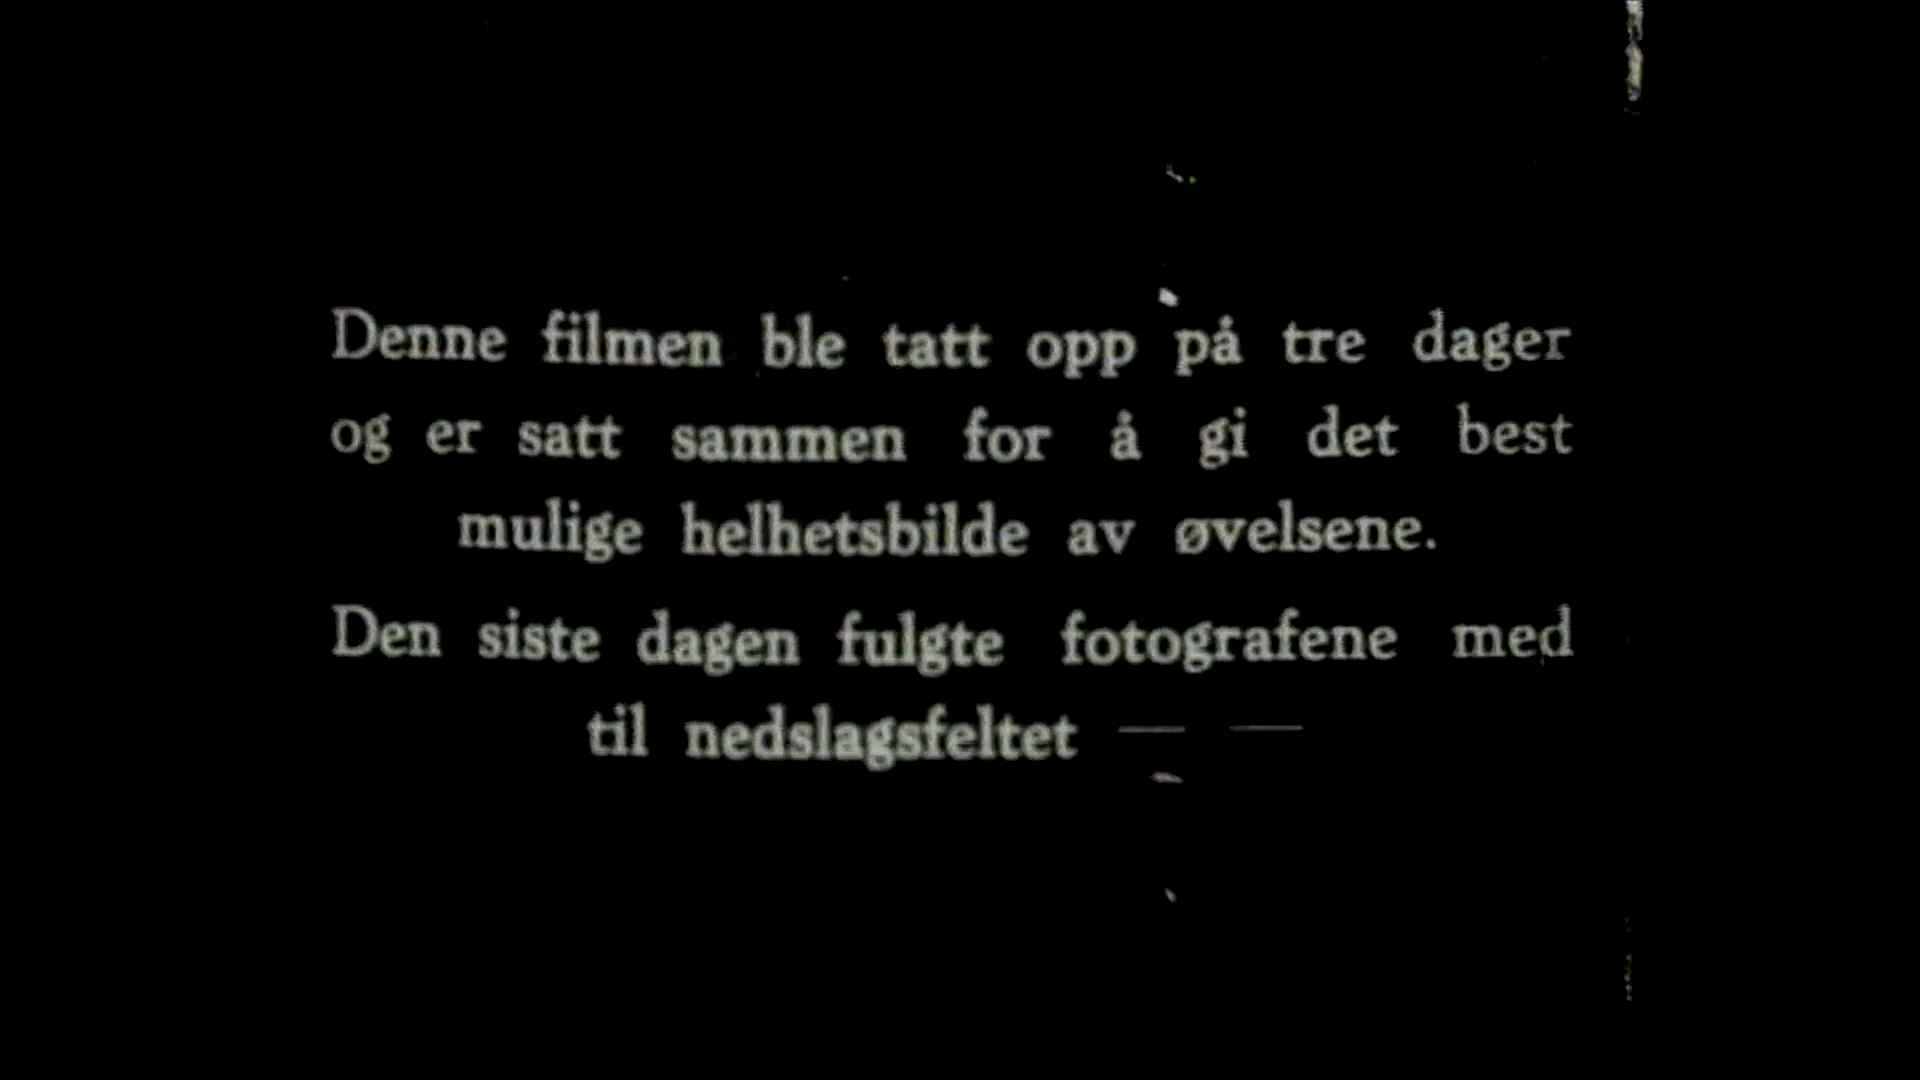 Denne filmen ble tatt opp på tre dager
og er satt sammen for å gi det best
mulige helhetsbilde av øvelsene.
Den siste dagen fulgte fotografene med
til nedslagsfeltet — —